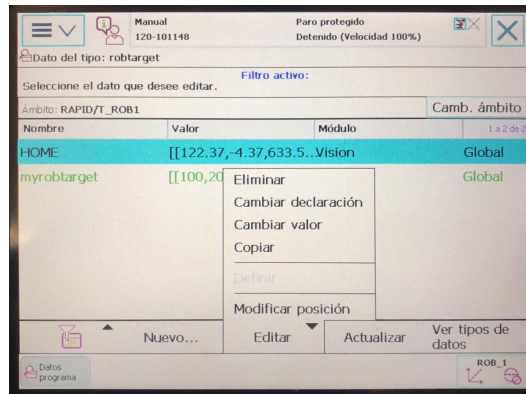 Manual
120-101148
Paro protegido
Detenido (Velocidad 100%)
Dato del tipo: robtarget
Seleccione el dato que desee editar.
Filtro activo:
Ámbito: RAPID/T_ROB1
Camb. ámbito
Nombre Valor Módulo 1 a 2 de 2
HOME [[122.37,-4.37,633.5... Vision Global
myrobtarget [[100,20 Global
Eliminar
Cambiar declaración
Cambiar valor
Copiar
Definir
Modificar posición
Nuevo... Editar Actualizar Ver tipos de
datos
Datos
programa
ROB_1